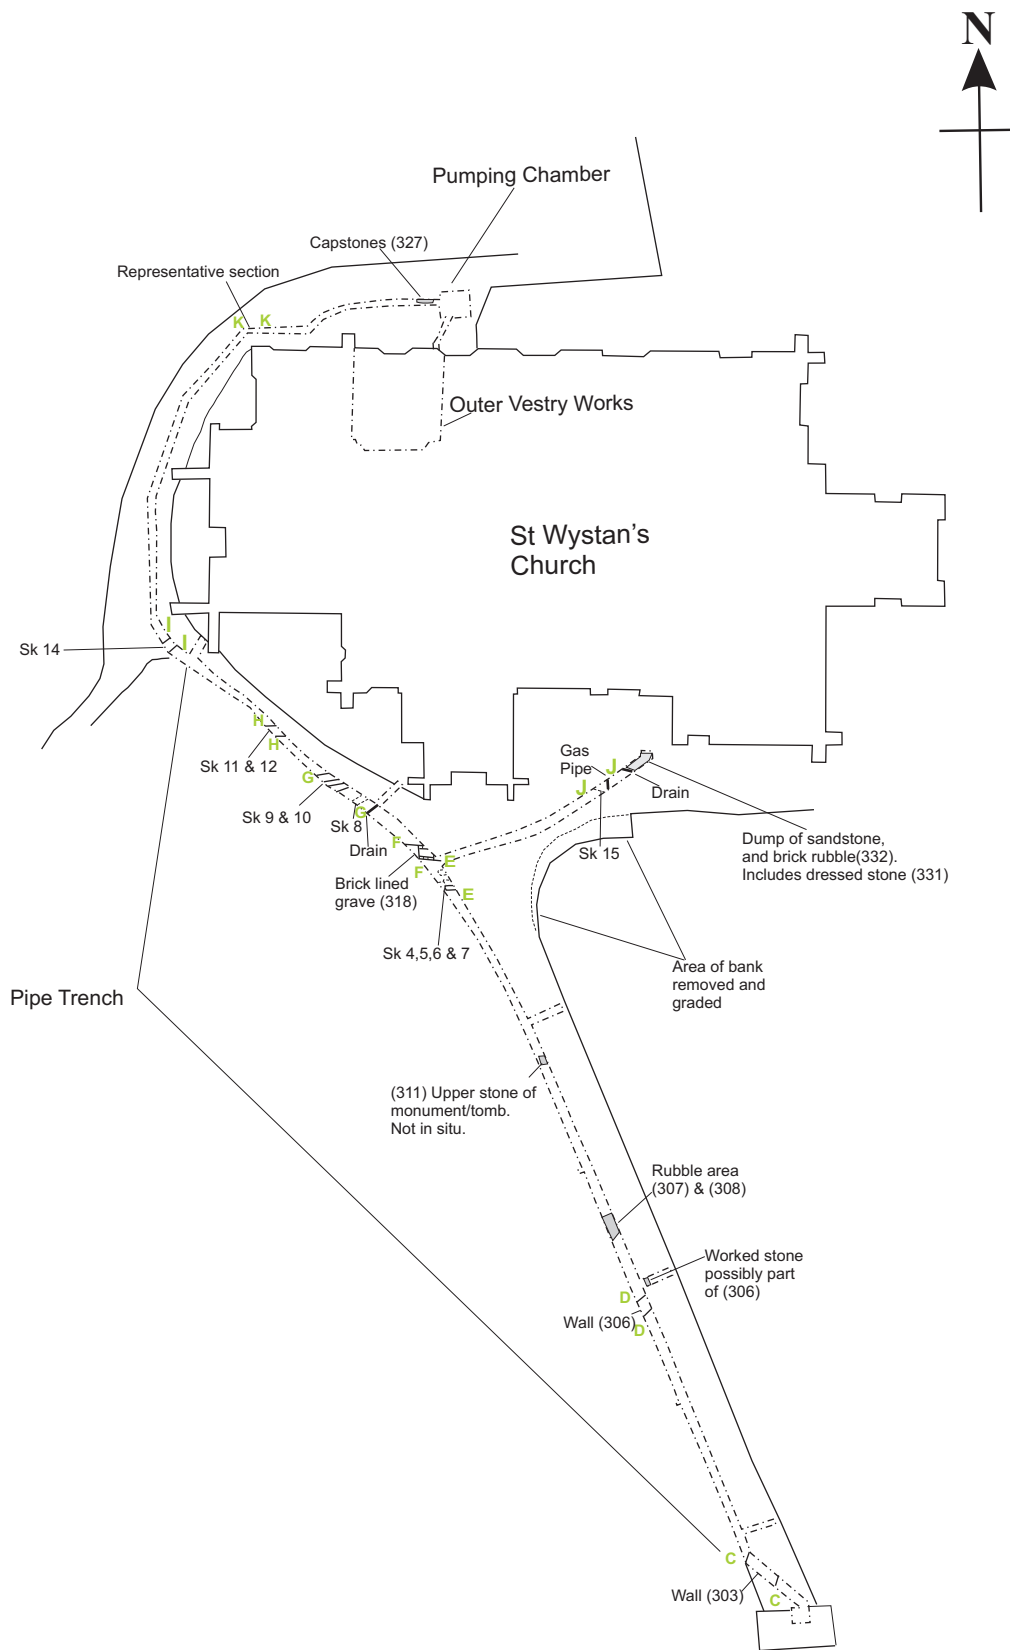 N
Pumping Chamber
Capstones (327)
Representative section
K
K
Outer Vestry Works
St Wystan's
Church
I
I
Sk 14
H
H
Sk 11 & 12
G
Sk 9 & 10
G
Sk 8
Drain
F
F
Brick lined
grave (318)
E
E
Sk 4,5,6 & 7
Gas
Pipe
J
J
Drain
Sk 15
Dump of sandstone,
and brick rubble(332).
Includes dressed stone (331)
Area of bank
removed and
graded
Pipe Trench
(311) Upper stone of
monument/tomb.
Not in situ.
Rubble area
(307) & (308)
Worked stone
possibly part
of (306)
D
Wall (306)
D
C
Wall (303)
C